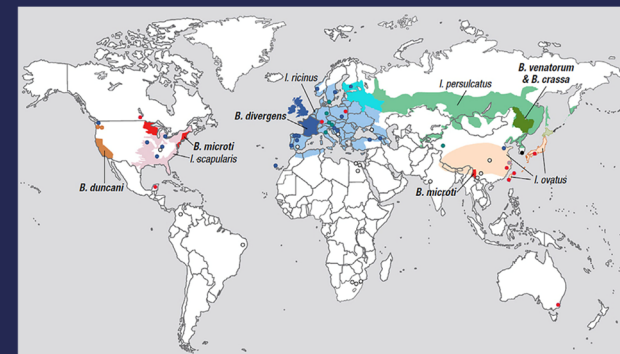 B. venatorum
& B. crassa
I. ricinus
I. persulcatus
B. divergens
B. microti
I. scapularis
B. duncani
I. ovatus
B. microti